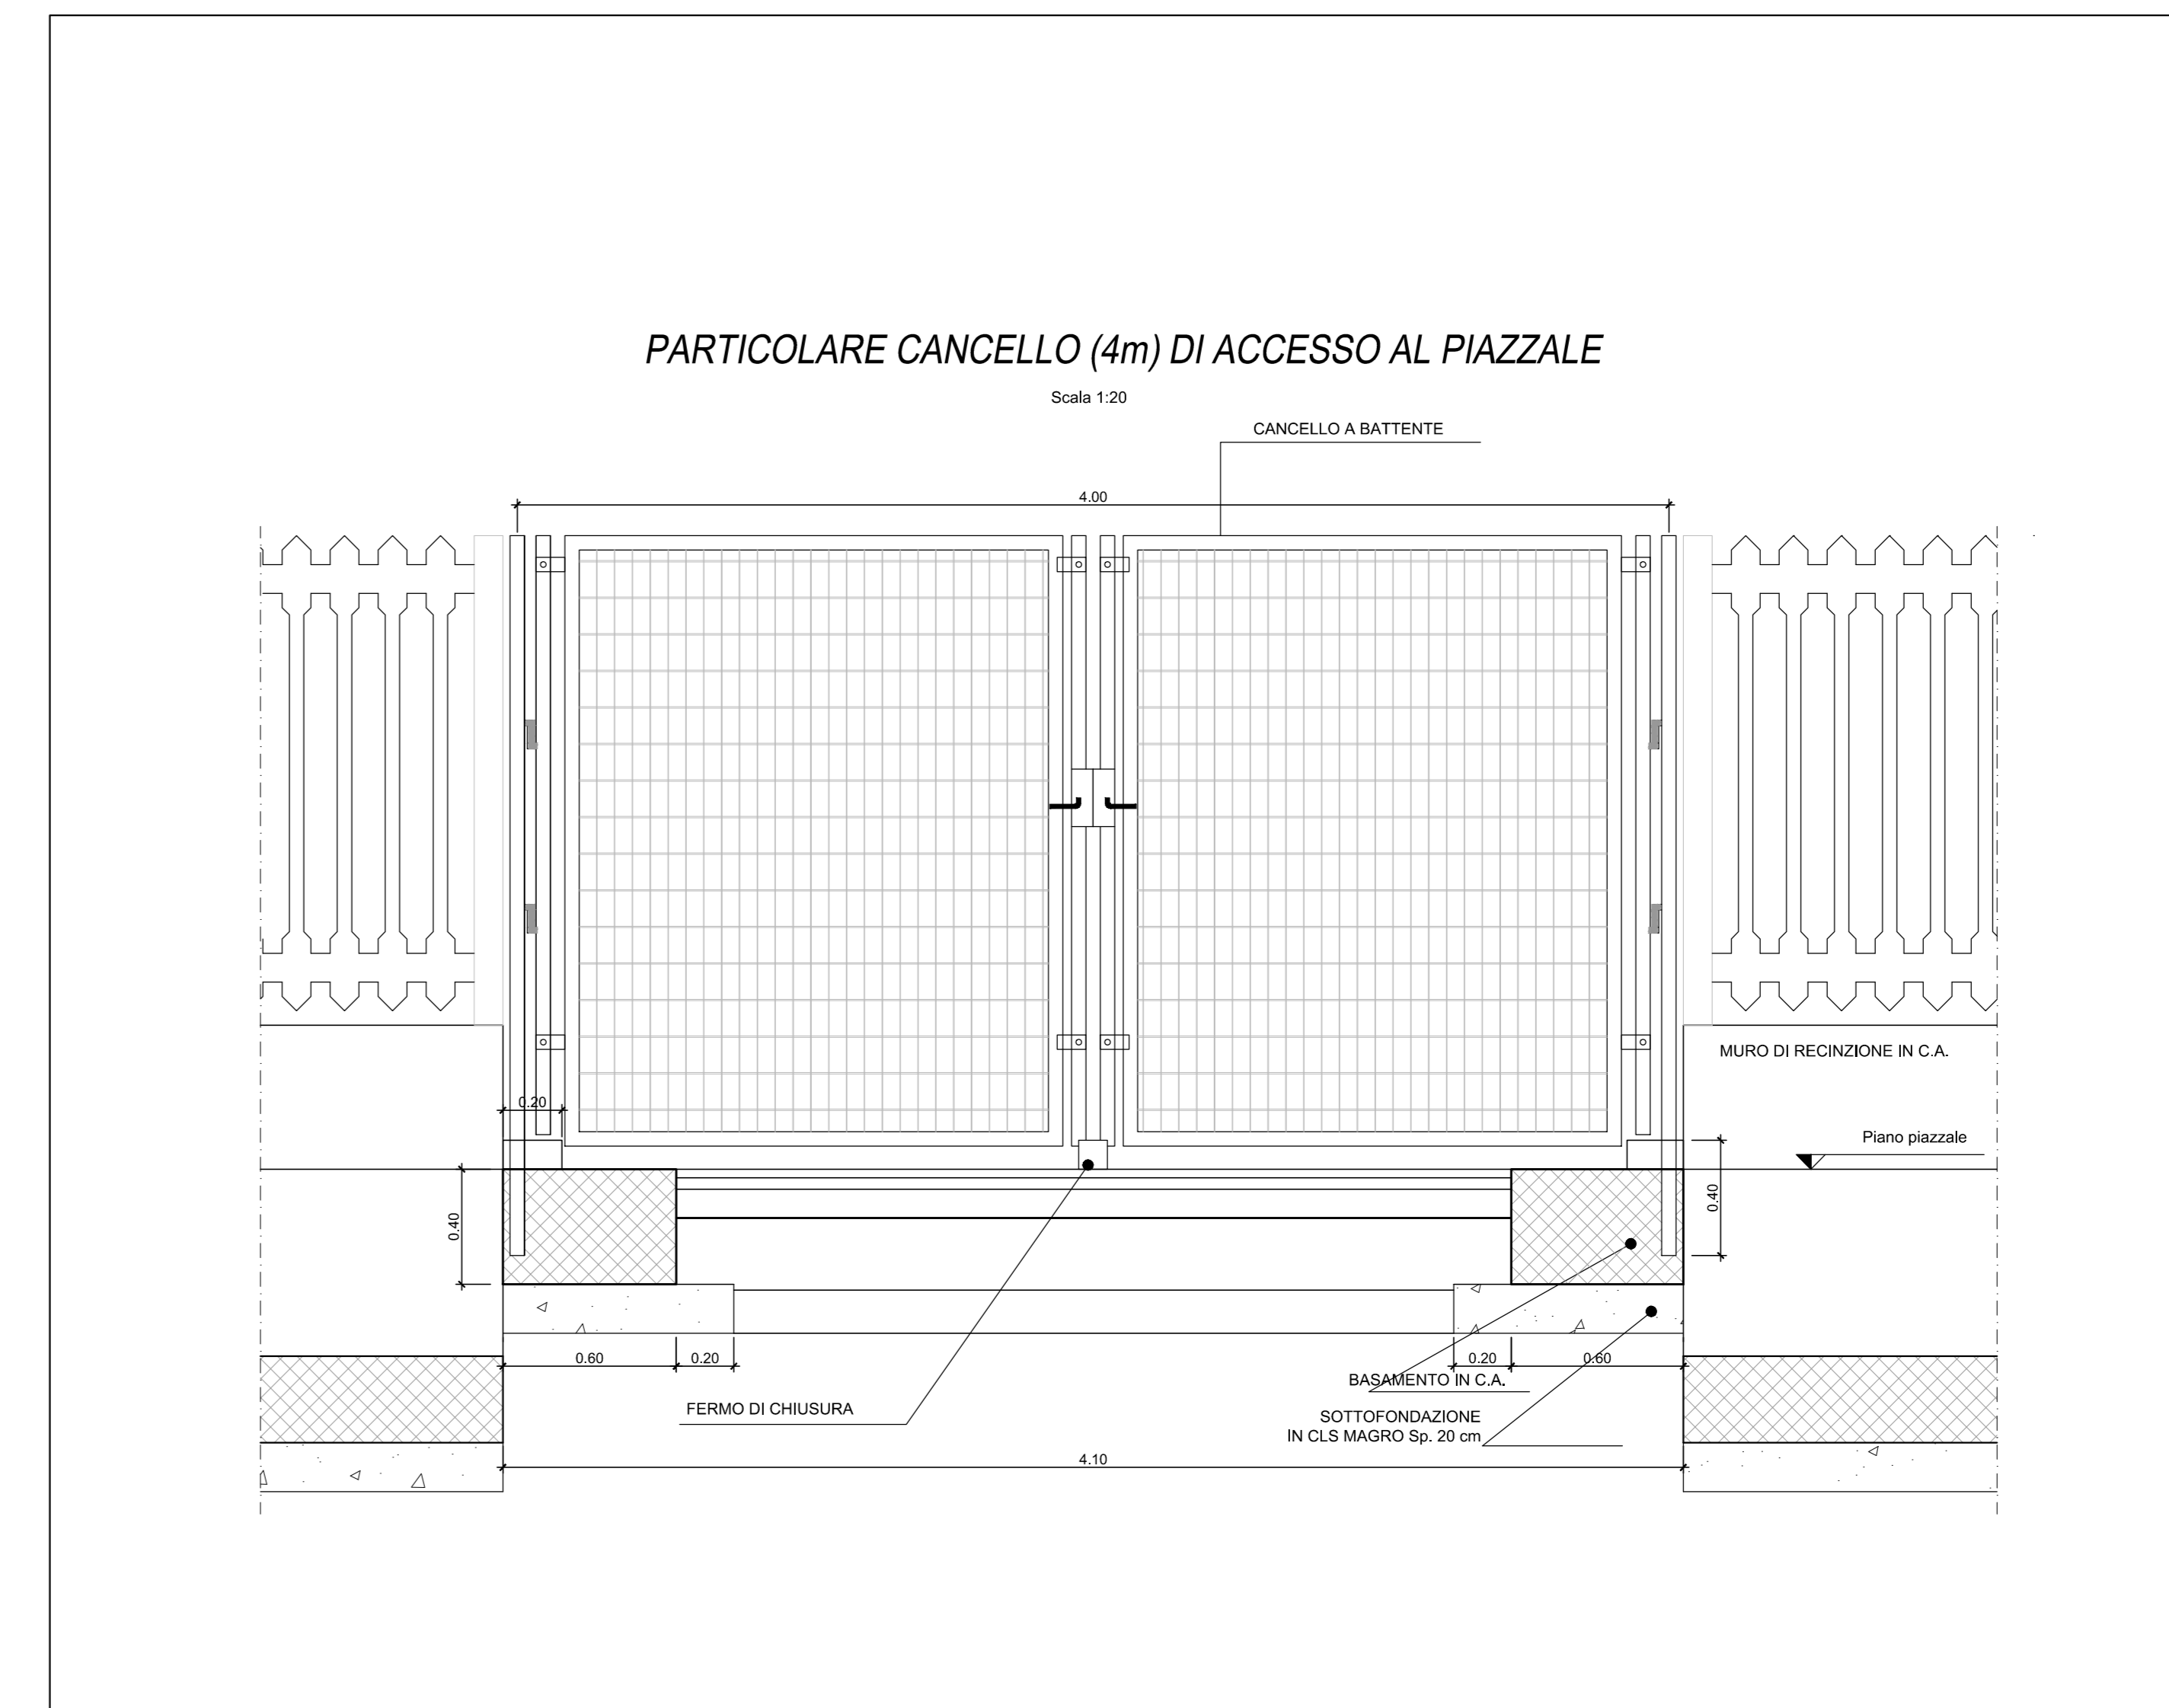 PARTICOLARE CANCELLO (4m) DI ACCESSO AL PIAZZALE
Scala 1:20
CANCELLO A BATTENTE
4.00
MURO DI RECINZIONE IN C.A.
0.20
Piano piazzale
0.40
0.40
0.60
0.20
0.20
0.60
BASAMENTO IN C.A.
FERMO DI CHIUSURA
SOTTOFONDAZIONE
IN CLS MAGRO Sp. 20 cm
4.10